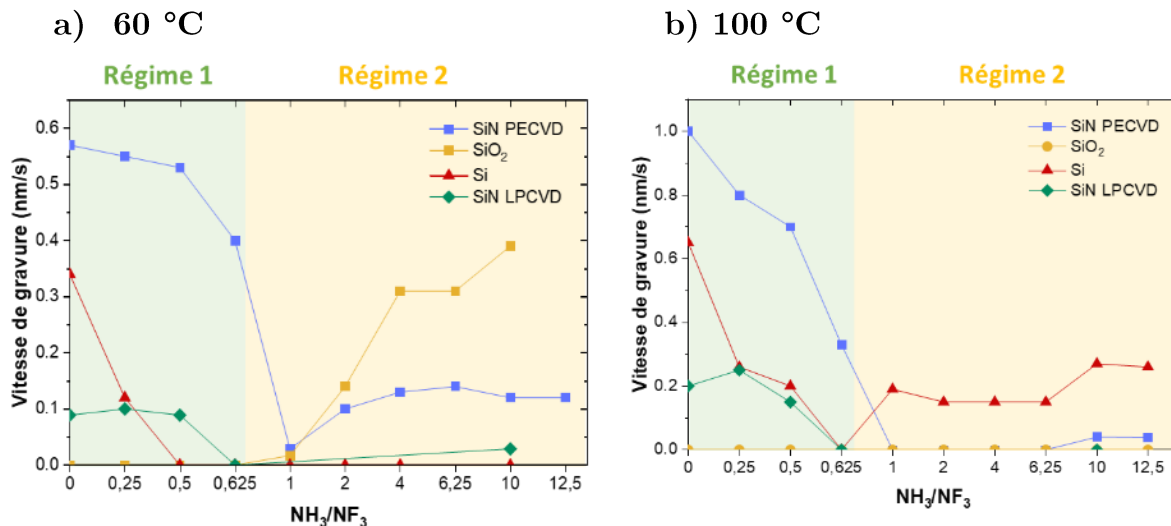 a) 60 °C
Régime 1 Régime 2
Vitesse de gravure (nm/s)
0.6
0.5
0.4
0.3
0.2
0.1
0.0
SiN PECVD
SiO₂
Si
SiN LPCVD
0 0,25 0,5 0,625 1 2 4 6,25 10 12,5
NH₃/NF₃
b) 100 °C
Régime 1 Régime 2
Vitesse de gravure (nm/s)
1.0
0.8
0.6
0.4
0.2
0.0
SiN PECVD
SiO₂
Si
SiN LPCVD
0 0,25 0,5 0,625 1 2 4 6,25 10 12,5
NH₃/NF₃